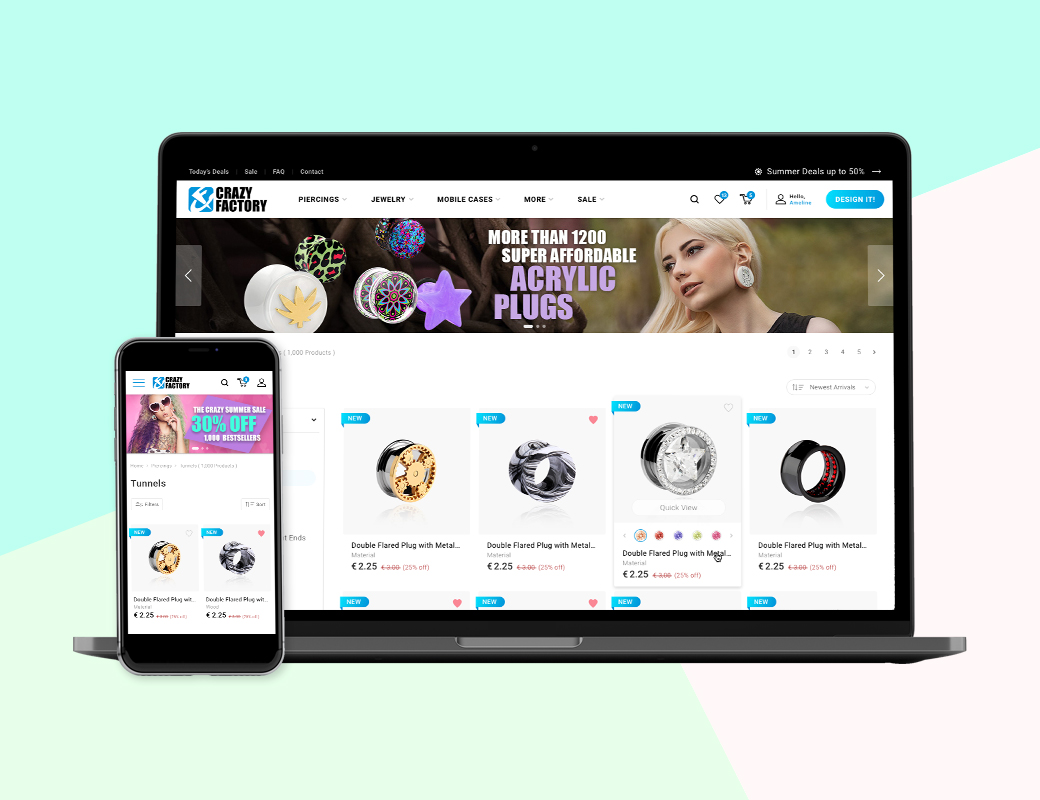 Today's Deals | Sale | FAQ | Contact
Summer Deals up to 50% →
CRAZY
FACTORY
PIERCINGS
JEWELRY
MOBILE CASES
MORE
SALE
Hello,
DESIGN IT!
MORE THAN 1200
SUPER AFFORDABLE
ACRYLIC
PLUGS
( 1,000 Products )
1 2 3 4 5
Newest Arrivals
NEW
NEW
NEW
NEW
Quick View
t Ends
Double Flared Plug with Metal...
Material
€ 2.25 € 3.00 (25% off)
Double Flared Plug with Metal...
Material
€ 2.25 € 3.00 (25% off)
Double Flared Plug with Metal...
Material
€ 2.25 € 3.00 (25% off)
Double Flared Plug with Metal...
Material
€ 2.25 € 3.00 (25% off)
NEW
NEW
NEW
NEW
CRAZY
FACTORY
THE CRAZY SUMMER SALE
30% OFF
1.000 BESTSELLERS
Home Piercings Tunnels ( 1,000 Products )
Tunnels
Filters
Sort
NEW
NEW
Double Flared Plug wit...
Material
€ 2.25 € 3.00 (25% off)
Double Flared Plug wit...
Wood
€ 2.25 € 3.00 (25% off)